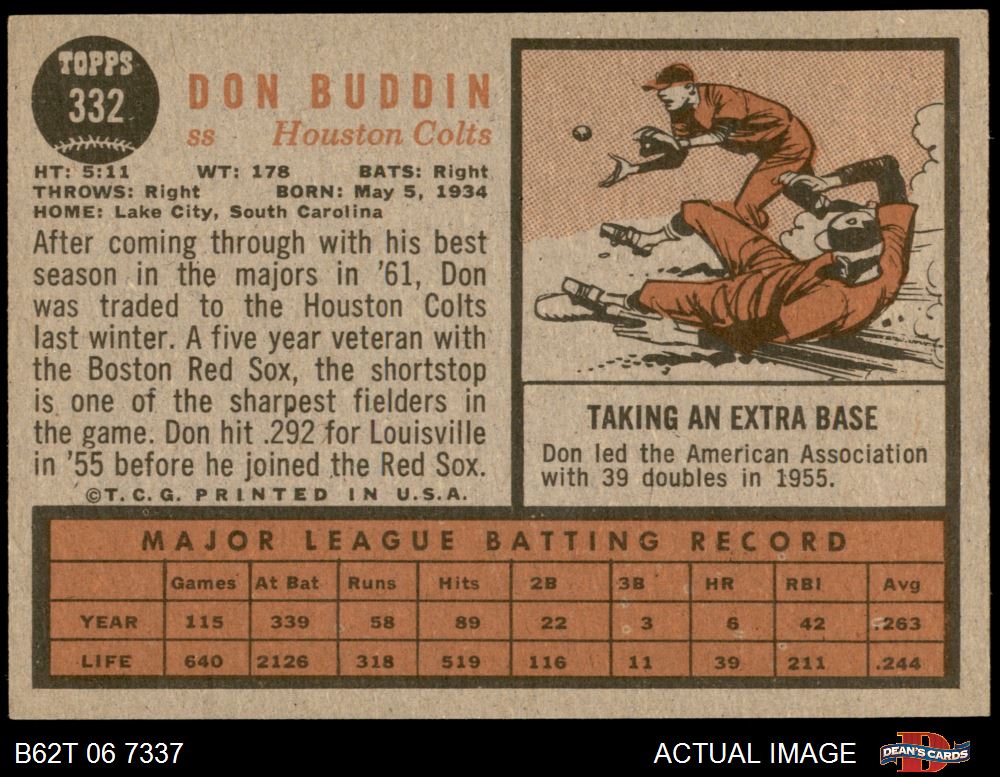 TOPPS
332
DON BUDDIN
ss Houston Colts
HT: 5:11 WT: 178 BATS: Right
THROWS: Right BORN: May 5, 1934
HOME: Lake City, South Carolina
After coming through with his best
season in the majors in '61, Don
was traded to the Houston Colts
last winter. A five year veteran with
the Boston Red Sox, the shortstop
is one of the sharpest fielders in
the game. Don hit .292 for Louisville
in '55 before he joined the Red Sox.
©T.C.G. PRINTED IN U.S.A.
TAKING AN EXTRA BASE
Don led the American Association
with 39 doubles in 1955.
MAJOR LEAGUE BATTING RECORD
Games At Bat Runs Hits 2B 3B HR RBI Avg
YEAR 115 339 58 89 22 3 6 42 .263
LIFE 640 2126 318 519 116 11 39 211 .244
B62T 06 7337
ACTUAL IMAGE
DEAN'S CARDS